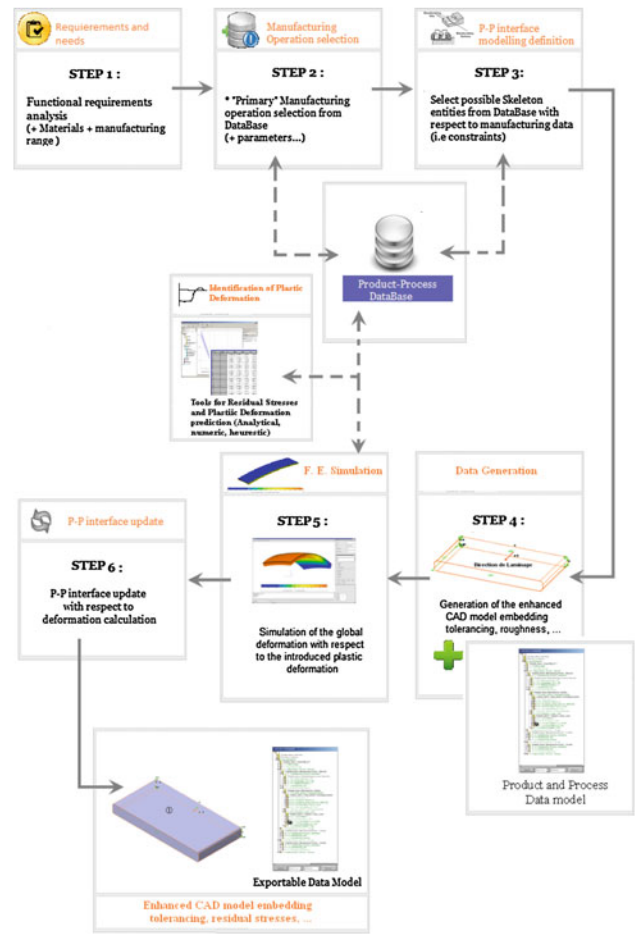 Requierements and
needs
STEP 1 :
Functional requirements
analysis
(+ Materials + manufacturing
range )
Manufacturing
Operation selection
STEP 2 :
* "Primary" Manufacturing
operation selection from
DataBase
(+ parameters...)
P-P interface
modelling definition
STEP 3:
Select possible Skeleton
entities from DataBase with
respect to manufacturing data
(i.e constraints)
Product-Process
DataBase
Identification of Plastic
Deformation
Tools for Residual Stresses
and Plastiic Deformation
prediction (Analytical,
numeric, heurestic)
F. E. Simulation
STEP 5 :
Simulation of the global
deformation with respect
to the introduced plastic
deformation
Data Generation
STEP 4 :
Direction de Laminage
Generation of the enhanced
CAD model embedding
tolerancing, roughness, ...
Product and Process
Data model
P-P interface update
STEP 6 :
P-P interface update
with respect to
deformation calculation
Exportable Data Model
Enhanced CAD model embedding
tolerancing, residual stresses, ...